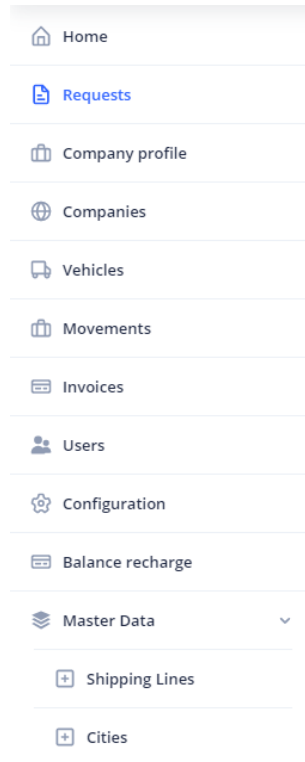 Home
Requests
Company profile
Companies
Vehicles
Movements
Invoices
Users
Configuration
Balance recharge
Master Data
Shipping Lines
Cities